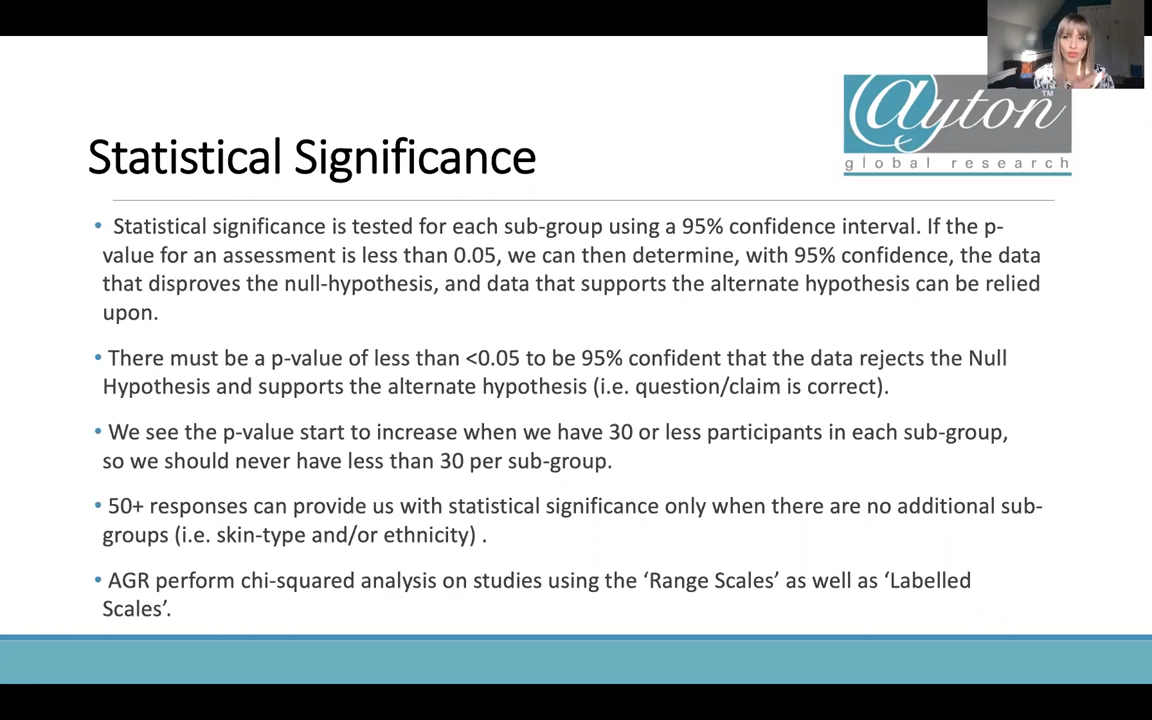 @yton™
global research
Statistical Significance
• Statistical significance is tested for each sub-group using a 95% confidence interval. If the p-
value for an assessment is less than 0.05, we can then determine, with 95% confidence, the data
that disproves the null-hypothesis, and data that supports the alternate hypothesis can be relied
upon.
• There must be a p-value of less than <0.05 to be 95% confident that the data rejects the Null
Hypothesis and supports the alternate hypothesis (i.e. question/claim is correct).
• We see the p-value start to increase when we have 30 or less participants in each sub-group,
so we should never have less than 30 per sub-group.
• 50+ responses can provide us with statistical significance only when there are no additional sub-
groups (i.e. skin-type and/or ethnicity) .
• AGR perform chi-squared analysis on studies using the ‘Range Scales’ as well as ‘Labelled
Scales’.